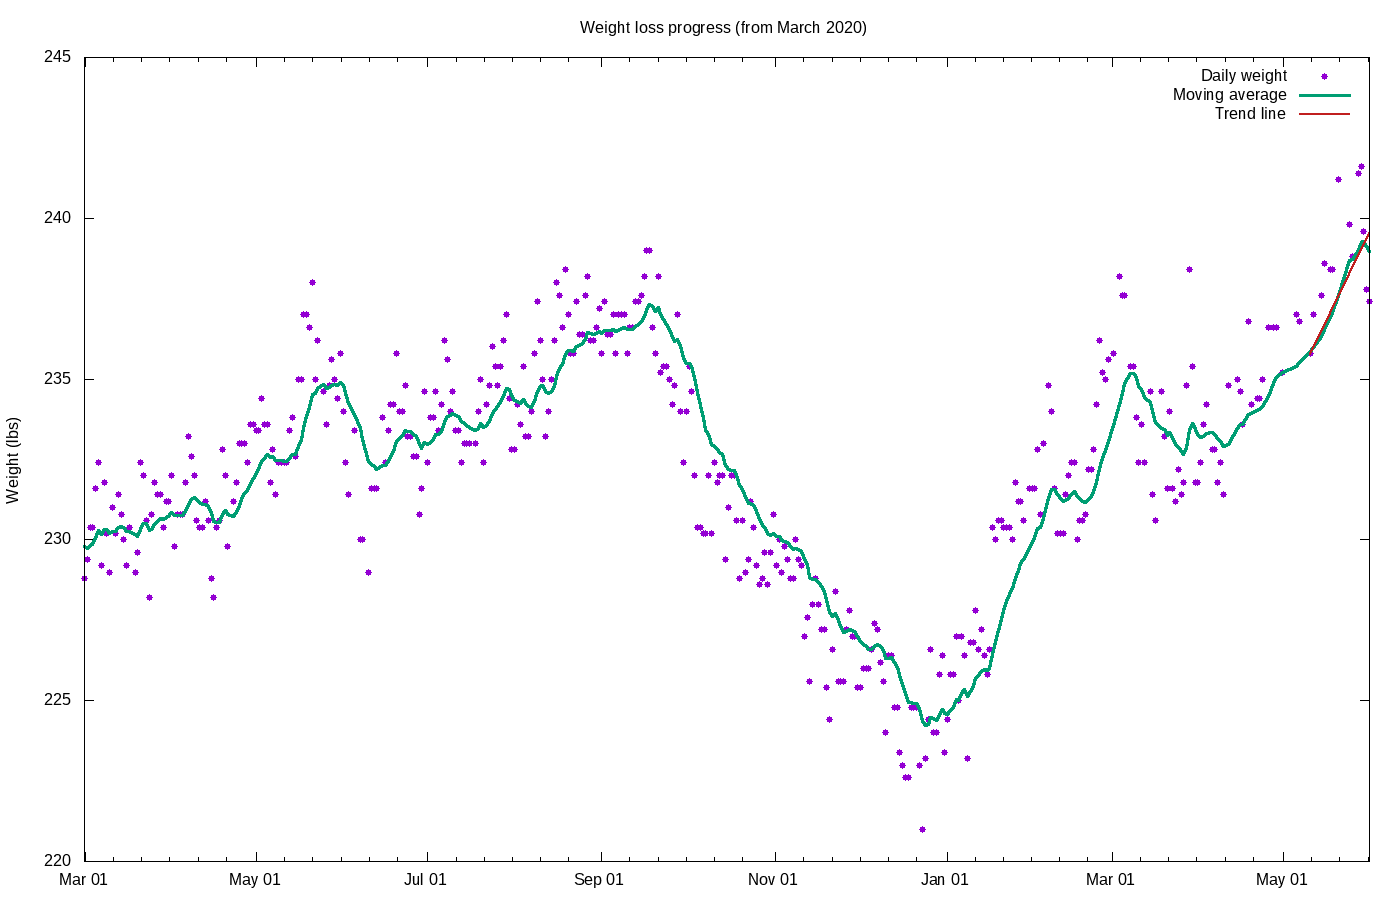 Weight loss progress (from March 2020)
245
240
235
230
225
220
Weight (lbs)
Daily weight
Moving average
Trend line
Mar 01 May 01 Jul 01 Sep 01 Nov 01 Jan 01 Mar 01 May 01